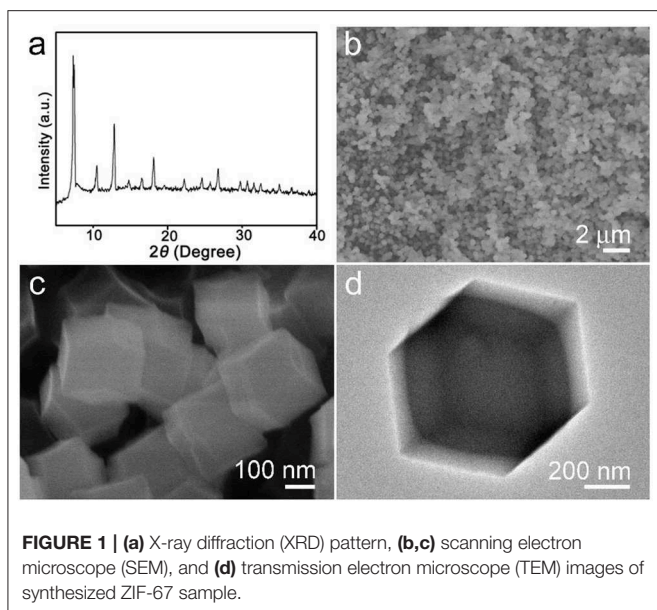 a
Intensity (a.u.)
10 20 30 40
2θ (Degree)
b
2 μm
c
100 nm
d
200 nm
FIGURE 1 | (a) X-ray diffraction (XRD) pattern, (b,c) scanning electron
microscope (SEM), and (d) transmission electron microscope (TEM) images of
synthesized ZIF-67 sample.